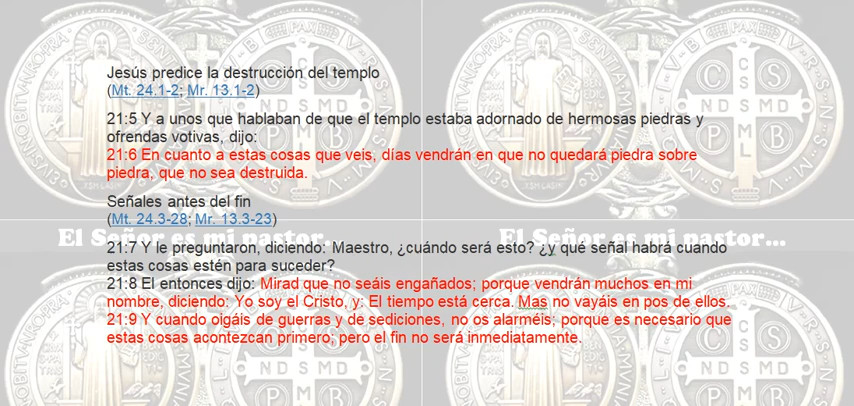 Jesús predice la destrucción del templo
(Mt. 24.1-2; Mr. 13.1-2)
21:5 Y a unos que hablaban de que el templo estaba adornado de hermosas piedras y
ofrendas votivas, dijo:
21:6 En cuanto a estas cosas que veis, días vendrán en que no quedará piedra sobre
piedra, que no sea destruida.
Señales antes del fin
(Mt. 24.3-28; Mr. 13.3-23)
El Señor es mi pastor... El Señor es mi pastor...
21:7 Y le preguntaron, diciendo: Maestro, ¿cuándo será esto? ¿y qué señal habrá cuando
estas cosas estén para suceder?
21:8 El entonces dijo: Mirad que no seáis engañados; porque vendrán muchos en mi
nombre, diciendo: Yo soy el Cristo, y: El tiempo está cerca. Mas no vayáis en pos de ellos.
21:9 Y cuando oigáis de guerras y de sediciones, no os alarméis; porque es necesario que
estas cosas acontezcan primero; pero el fin no será inmediatamente.